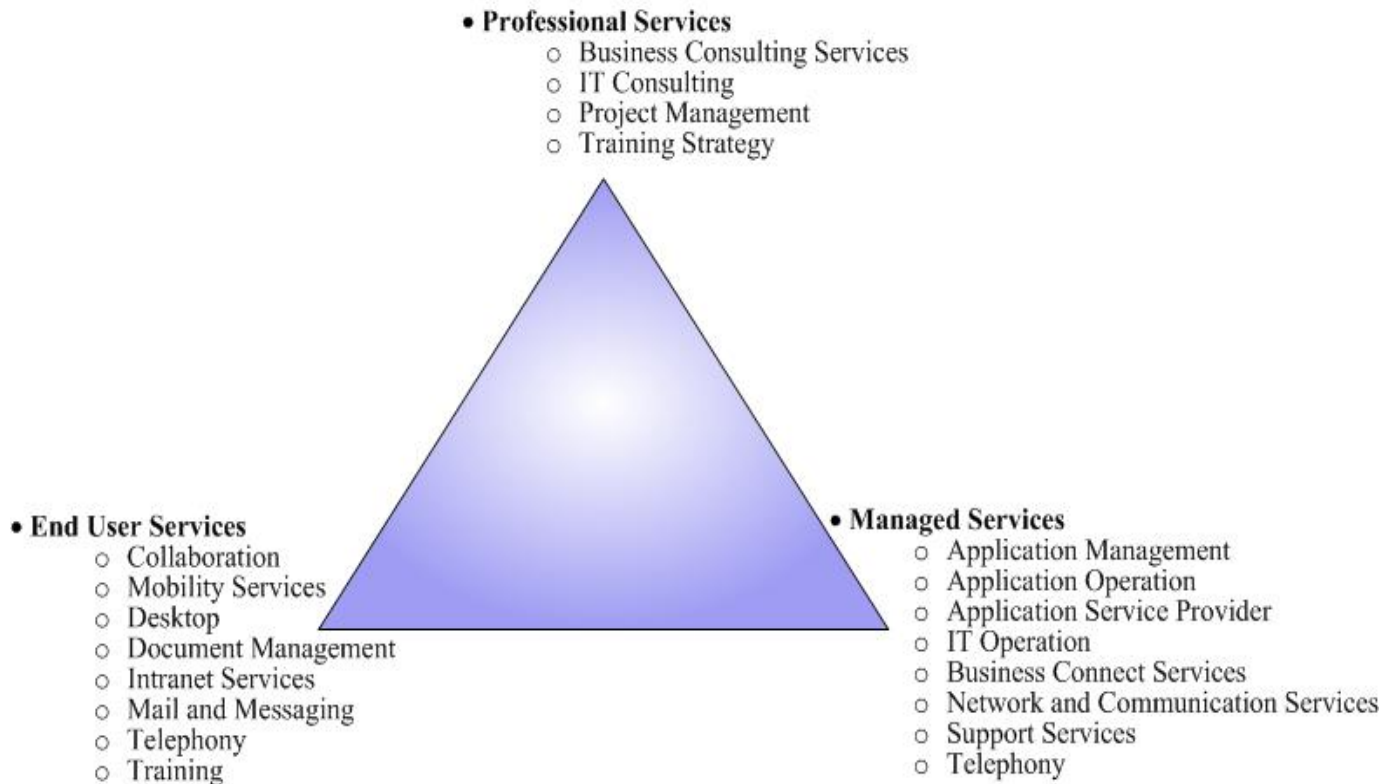 • Professional Services
○ Business Consulting Services
○ IT Consulting
○ Project Management
○ Training Strategy
• End User Services
○ Collaboration
○ Mobility Services
○ Desktop
○ Document Management
○ Intranet Services
○ Mail and Messaging
○ Telephony
○ Training
• Managed Services
○ Application Management
○ Application Operation
○ Application Service Provider
○ IT Operation
○ Business Connect Services
○ Network and Communication Services
○ Support Services
○ Telephony